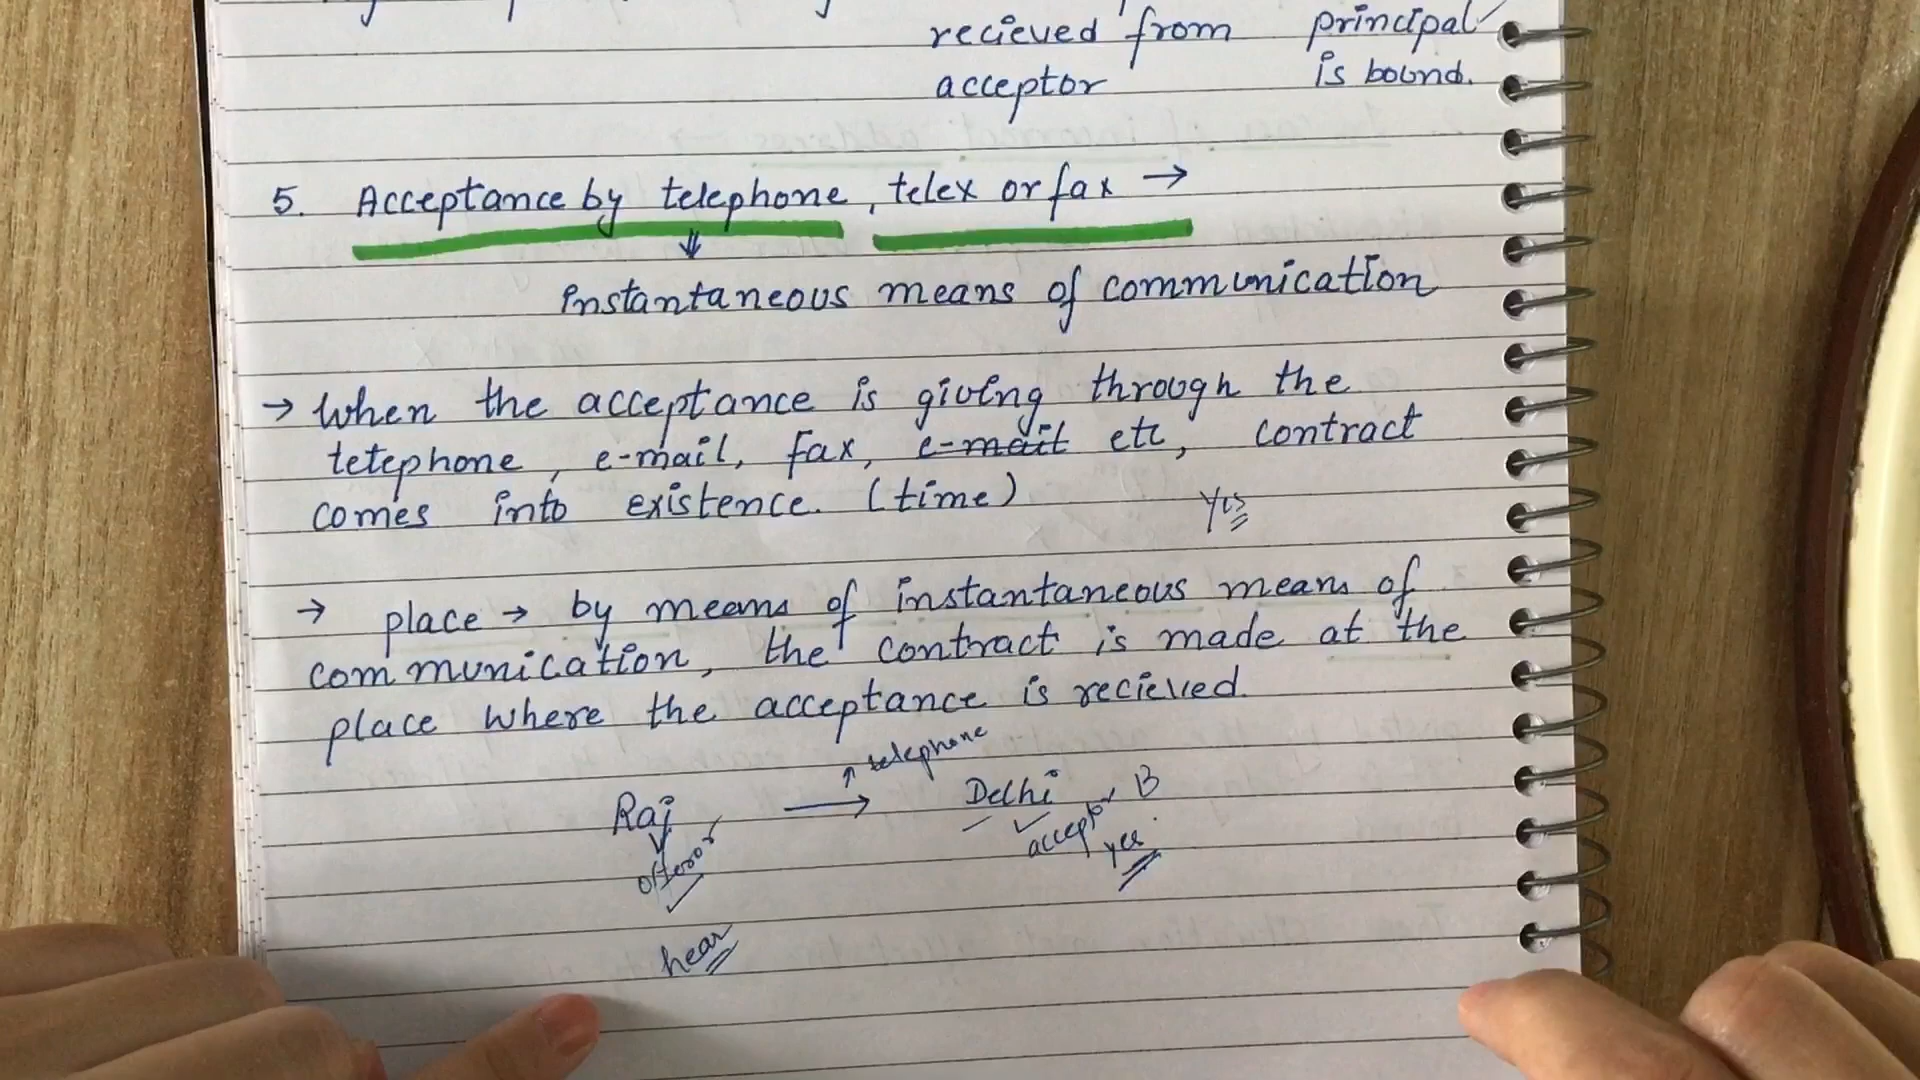 recieved from principal
acceptor is bound.
5. Acceptance by telephone, telex or fax →
Instantaneous means of communication
→ When the acceptance is giving through the
tetephone, e-mail, fax, e-mail etc, contract
comes into existence. (time)
Yes
→ place → by means of instantaneous means of
communication, the contract is made at the
place where the acceptance is recieved.
telephone
Raj → Delhi B
offeror acceptor yes
hear